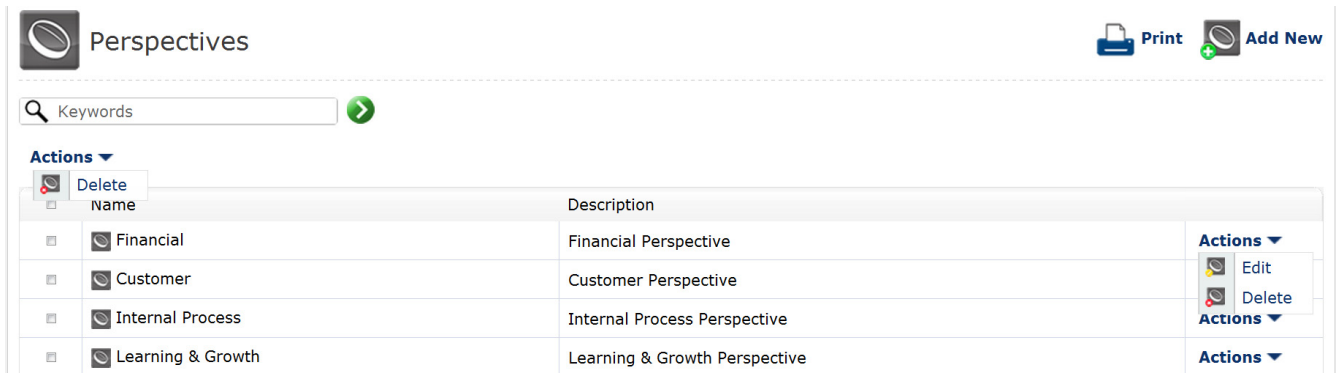 Perspectives Print Add New
Keywords
Actions
Delete
Name Description
Financial Financial Perspective Actions
Edit
Customer Customer Perspective
Delete
Internal Process Internal Process Perspective Actions
Learning & Growth Learning & Growth Perspective Actions